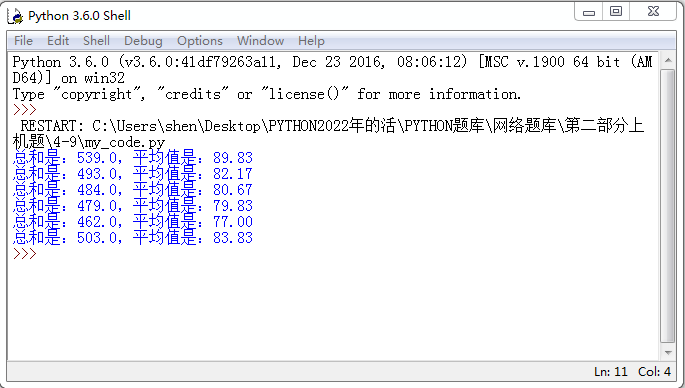 Python 3.6.0 Shell
File Edit Shell Debug Options Window Help
Python 3.6.0 (v3.6.0:41df79263a11, Dec 23 2016, 08:06:12) [MSC v.1900 64 bit (AM
D64)] on win32
Type "copyright", "credits" or "license()" for more information.
>>>
RESTART: C:\Users\shen\Desktop\PYTHON2022年的活\PYTHON题库\网络题库\第二部分上
机题\4-9\my_code.py
总和是：539.0，平均值是：89.83
总和是：493.0，平均值是：82.17
总和是：484.0，平均值是：80.67
总和是：479.0，平均值是：79.83
总和是：462.0，平均值是：77.00
总和是：503.0，平均值是：83.83
>>>
Ln: 11 Col: 4